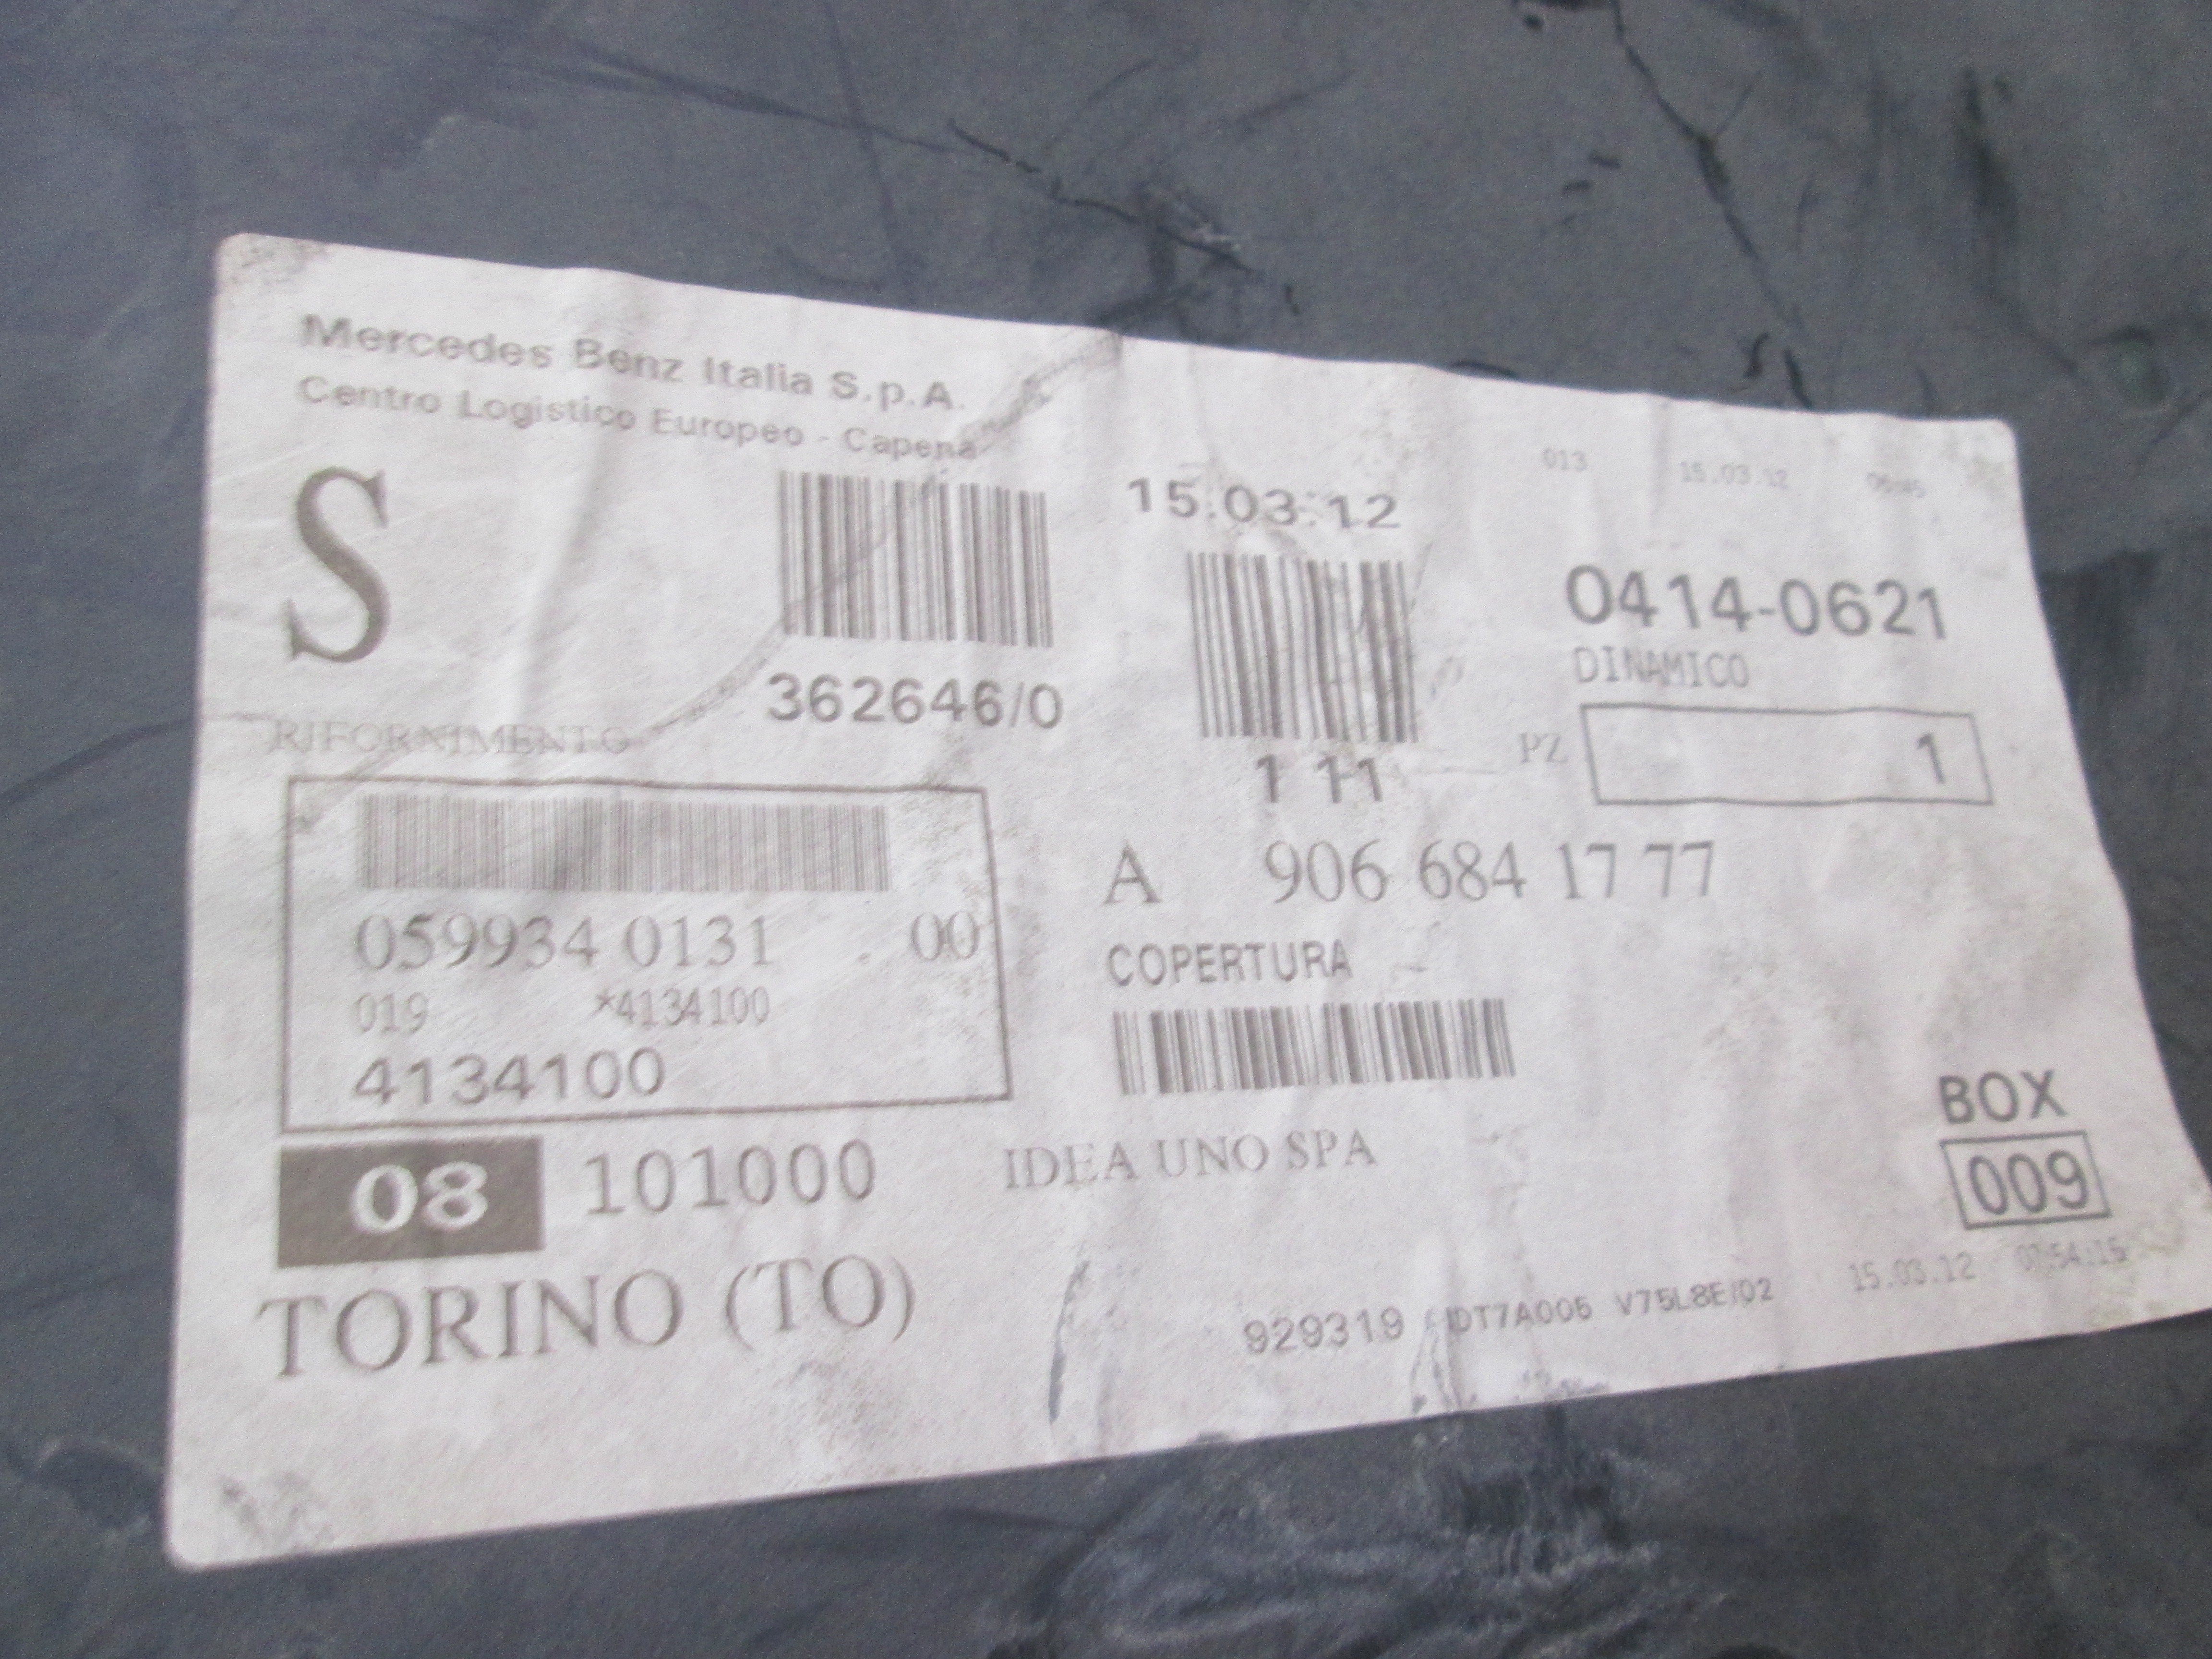 Mercedes Benz Italia S.p.A.
Centro Logistico Europeo - Capena
013 15.03.12
S
15.03.12
0414-0621
DINAMICO
362646/0
RIFORNIMENTO
1 11
PZ 1
A 906 684 17 77
059934 0131 00
COPERTURA
019 *4134100
4134100
BOX
08 101000 IDEA UNO SPA
009
TORINO (TO)
929319 V75L8E/02 15.03.12